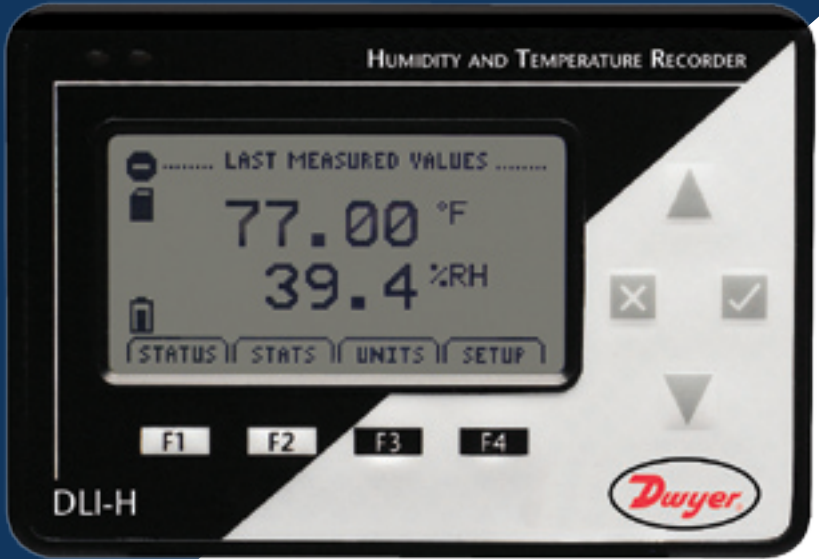 HUMIDITY AND TEMPERATURE RECORDER
........ LAST MEASURED VALUES ........
77.00 °F
39.4 %RH
STATUS STATS UNITS SETUP
F1 F2 F3 F4
DLI-H
Dwyer